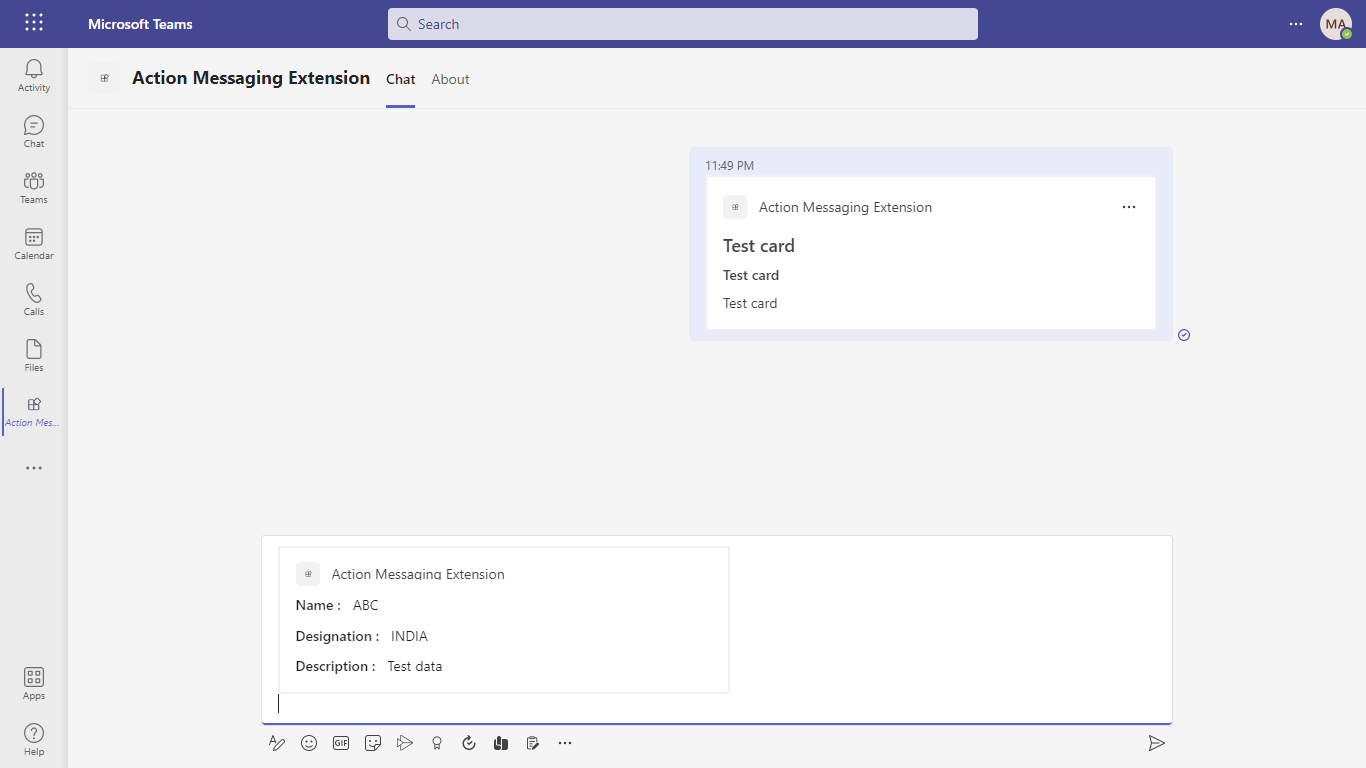 Microsoft Teams
Search
MA
Activity
Chat
Teams
Calendar
Calls
Files
Action Mes...
Apps
Help
Action Messaging Extension Chat About
11:49 PM
Action Messaging Extension
Test card
Test card
Test card
Action Messaging Extension
Name : ABC
Designation : INDIA
Description : Test data
GIF